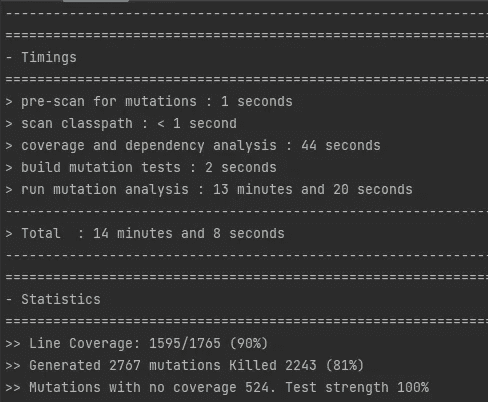 --------------------------------------------------------------
==============================================================
- Timings
==============================================================
> pre-scan for mutations : 1 seconds
> scan classpath : < 1 second
> coverage and dependency analysis : 44 seconds
> build mutation tests : 2 seconds
> run mutation analysis : 13 minutes and 20 seconds
--------------------------------------------------------------
> Total  : 14 minutes and 8 seconds
--------------------------------------------------------------
==============================================================
- Statistics
==============================================================
>> Line Coverage: 1595/1765 (90%)
>> Generated 2767 mutations Killed 2243 (81%)
>> Mutations with no coverage 524. Test strength 100%